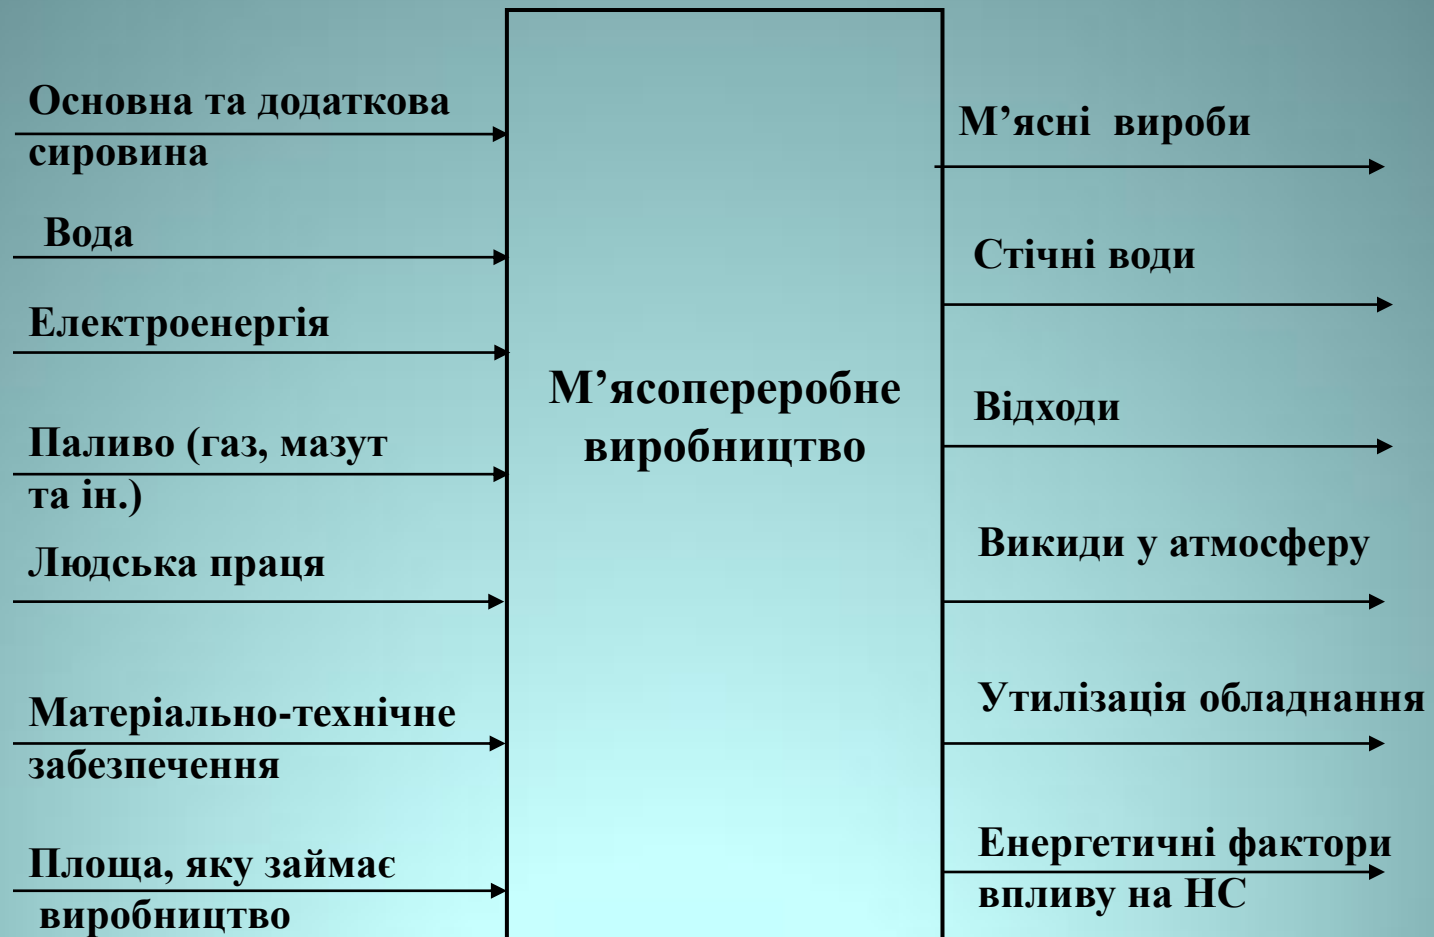 Основна та додаткова
сировина
Вода
Електроенергія
Паливо (газ, мазут
та ін.)
Людська праця
Матеріально-технічне
забезпечення
Площа, яку займає
виробництво
М’ясопереробне
виробництво
М’ясні вироби
Стічні води
Відходи
Викиди у атмосферу
Утилізація обладнання
Енергетичні фактори
впливу на НС